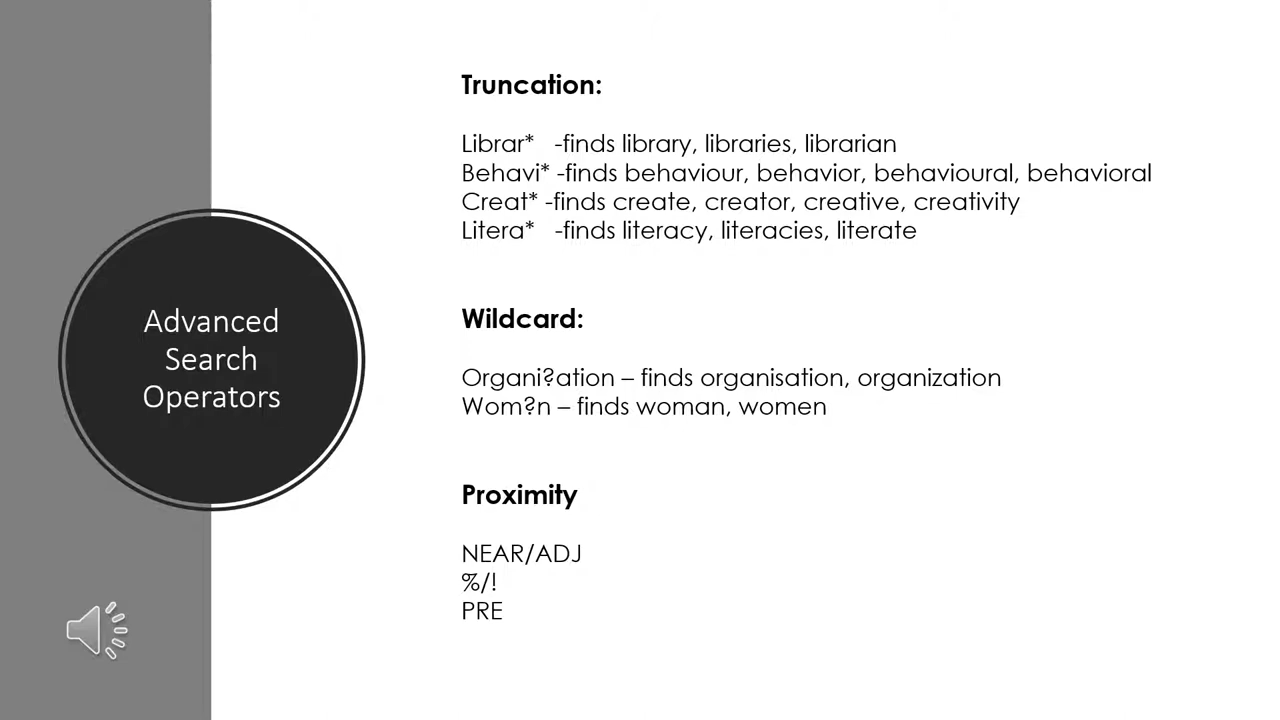 Advanced
Search
Operators
Truncation:
Librar* -finds library, libraries, librarian
Behavi* -finds behaviour, behavior, behavioural, behavioral
Creat* -finds create, creator, creative, creativity
Litera* -finds literacy, literacies, literate
Wildcard:
Organi?ation – finds organisation, organization
Wom?n – finds woman, women
Proximity
NEAR/ADJ
%/!
PRE